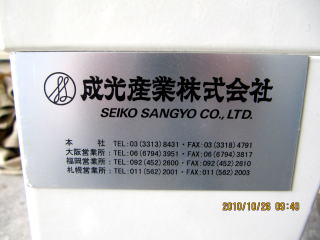 成光産業株式会社
SEIKO SANGYO CO., LTD.
本 社 TEL:03(3313)8431・FAX:03(3318)4791
大阪営業所:TEL:06(6794)3951・FAX:06(6794)3817
福岡営業所:TEL:092(452)2600・FAX:092(452)2610
札幌営業所:TEL:011(562)2001・FAX:011(562)2003
2010/10/26 09:49